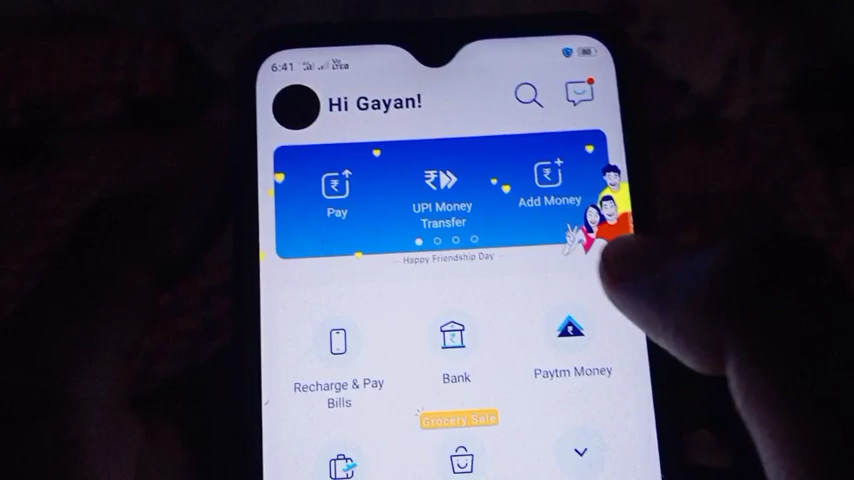 6:41
80
Hi Gayan!
Pay
UPI Money
Transfer
Add Money
Happy Friendship Day
Recharge & Pay
Bills
Bank
Paytm Money
Grocery Sale